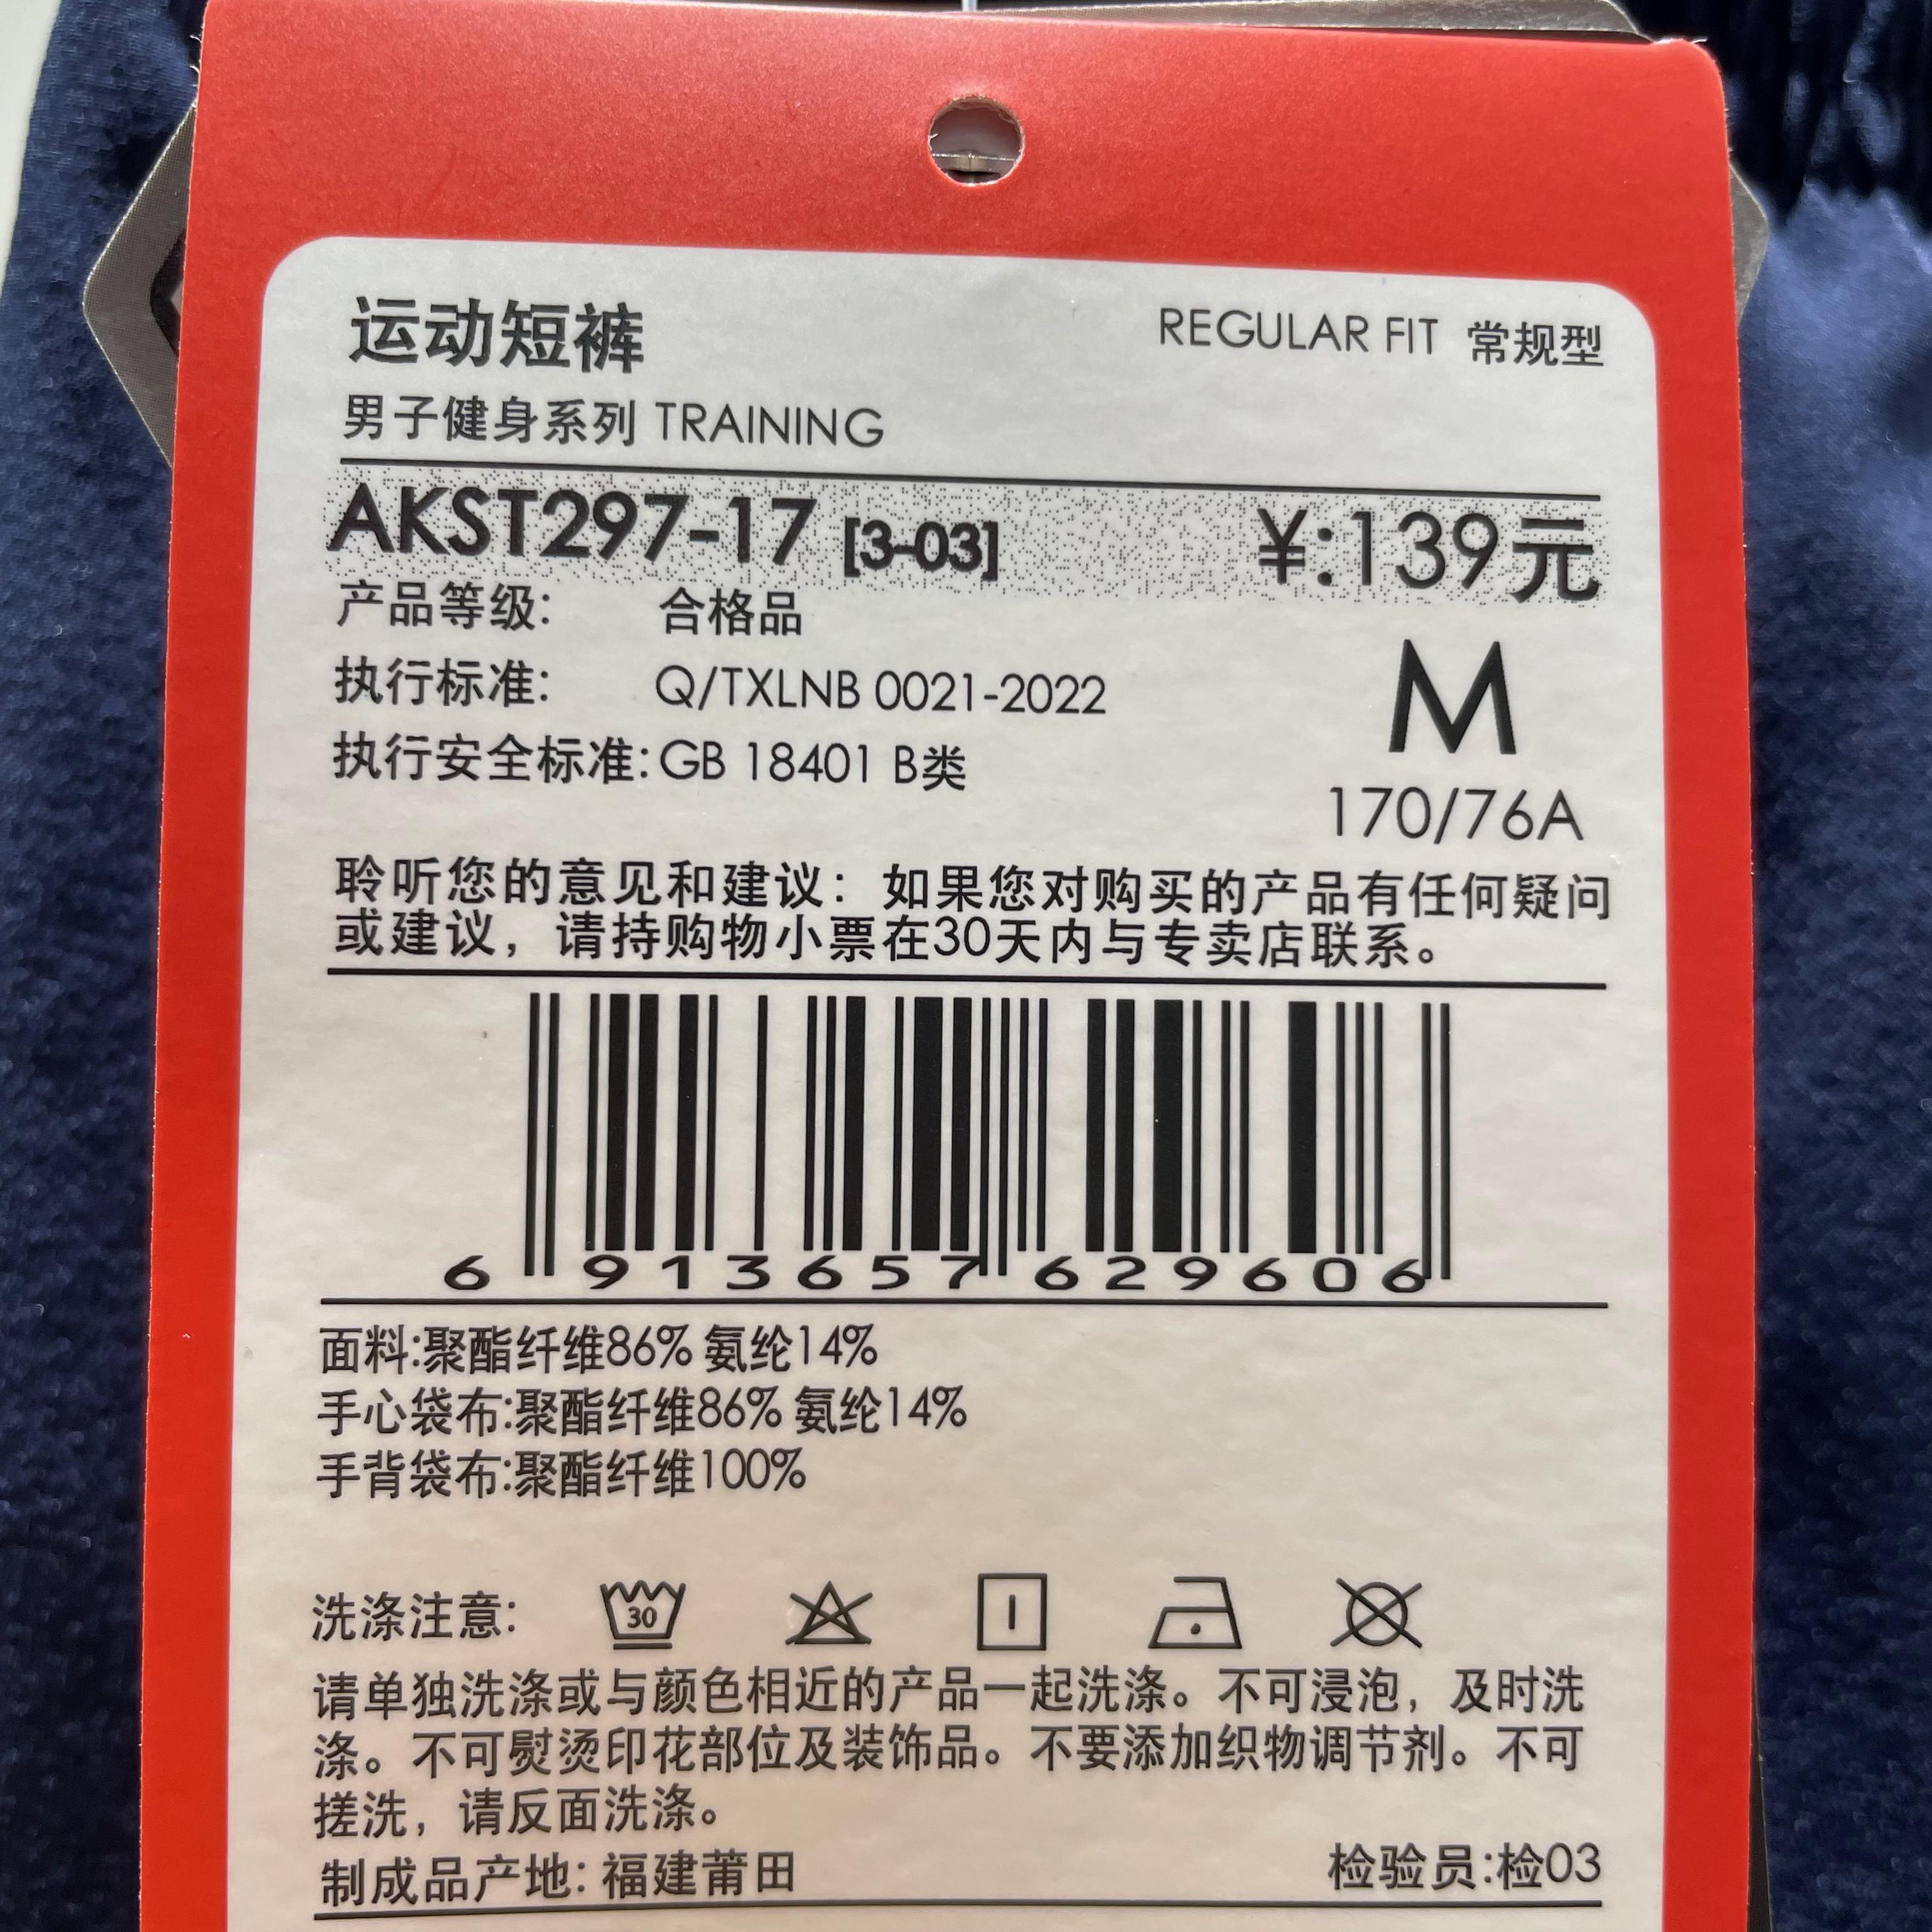 运动短裤
REGULAR FIT 常规型
男子健身系列 TRAINING
AKST297-17 [3-03]
¥:139元
产品等级: 合格品
执行标准: Q/TXLNB 0021-2022
M
执行安全标准:GB 18401 B类
170/76A
聆听您的意见和建议：如果您对购买的产品有任何疑问
或建议，请持购物小票在30天内与专卖店联系。
6 913657 629606
面料:聚酯纤维86% 氨纶14%
手心袋布:聚酯纤维86% 氨纶14%
手背袋布:聚酯纤维100%
洗涤注意: 30
请单独洗涤或与颜色相近的产品一起洗涤。不可浸泡，及时洗
涤。不可熨烫印花部位及装饰品。不要添加织物调节剂。不可
搓洗，请反面洗涤。
制成品产地: 福建莆田
检验员:检03